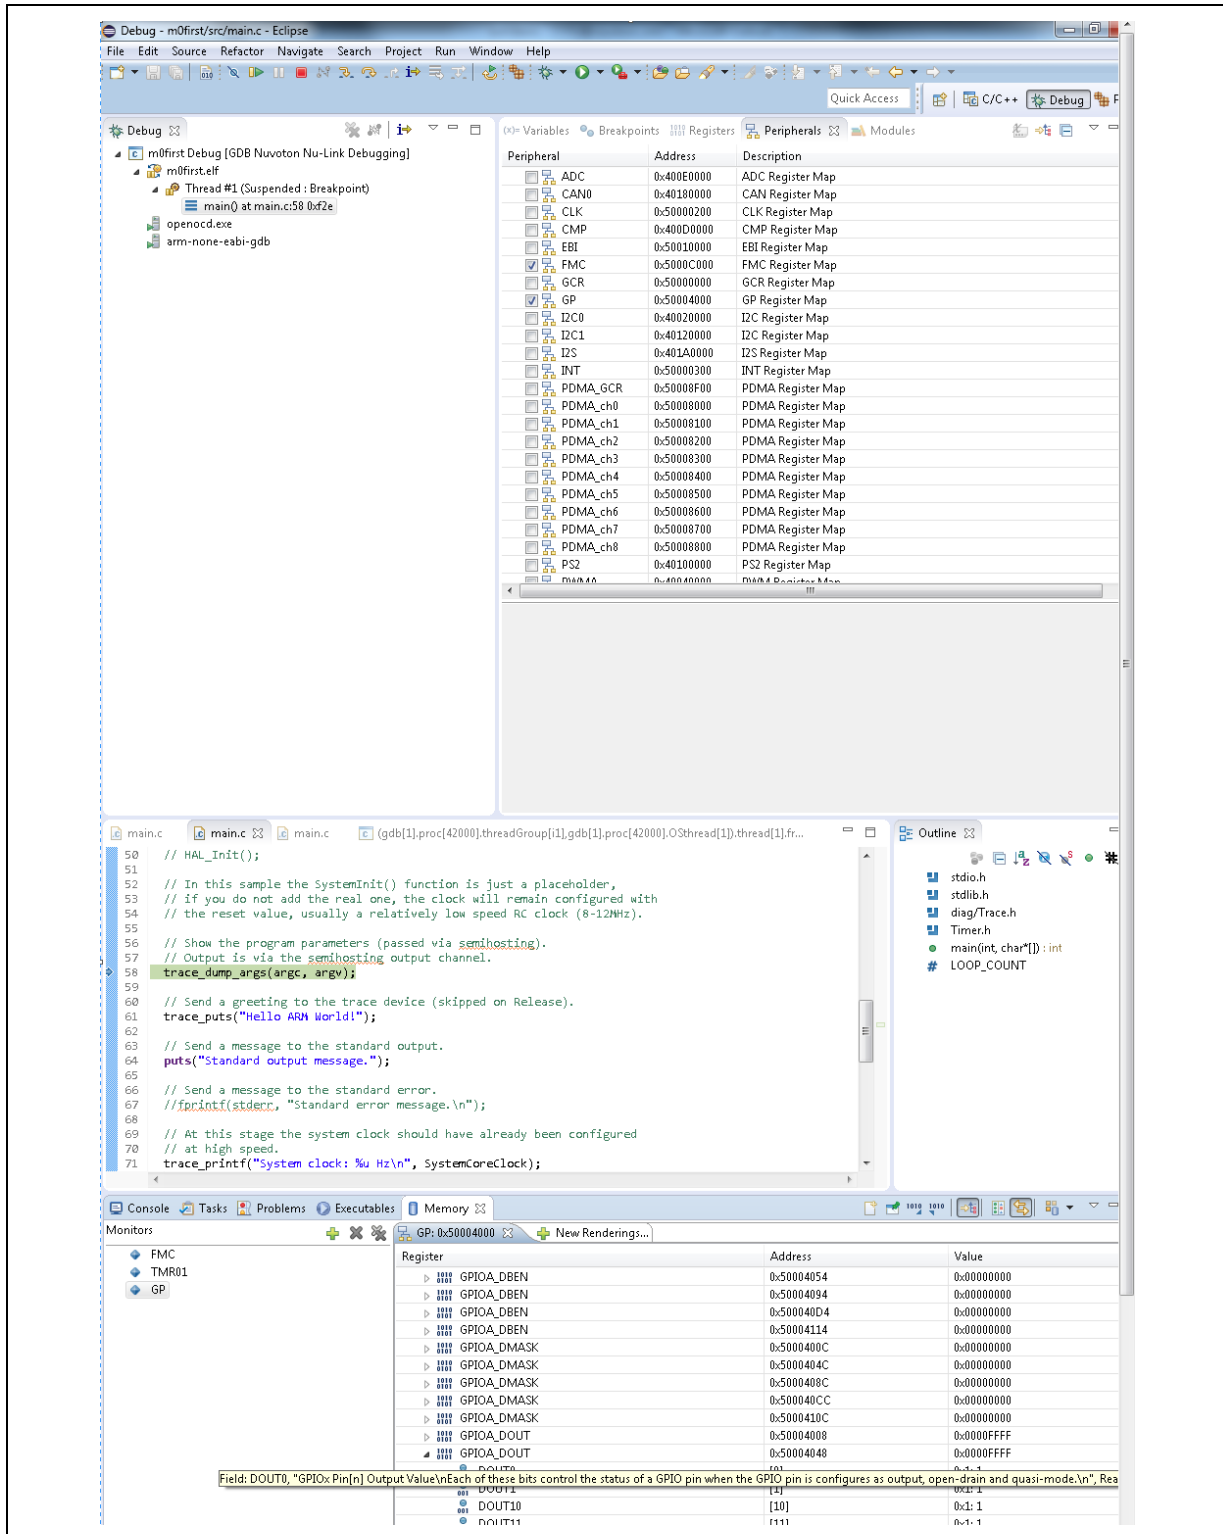 Debug - m0first/src/main.c - Eclipse
File Edit Source Refactor Navigate Search Project Run Window Help
Quick Access C/C++ Debug
Debug
m0first Debug [GDB Nuvoton Nu-Link Debugging]
m0first.elf
Thread #1 (Suspended : Breakpoint)
main() at main.c:58 0xf2e
openocd.exe
arm-none-eabi-gdb
(x)= Variables Breakpoints Registers Peripherals Modules
Peripheral Address Description
ADC 0x400E0000 ADC Register Map
CAN0 0x40180000 CAN Register Map
CLK 0x50000200 CLK Register Map
CMP 0x400D0000 CMP Register Map
EBI 0x50010000 EBI Register Map
FMC 0x5000C000 FMC Register Map
GCR 0x50000000 GCR Register Map
GP 0x50004000 GP Register Map
I2C0 0x40020000 I2C Register Map
I2C1 0x40120000 I2C Register Map
I2S 0x401A0000 I2S Register Map
INT 0x50000300 INT Register Map
PDMA_GCR 0x50008F00 PDMA Register Map
PDMA_ch0 0x50008000 PDMA Register Map
PDMA_ch1 0x50008100 PDMA Register Map
PDMA_ch2 0x50008200 PDMA Register Map
PDMA_ch3 0x50008300 PDMA Register Map
PDMA_ch4 0x50008400 PDMA Register Map
PDMA_ch5 0x50008500 PDMA Register Map
PDMA_ch6 0x50008600 PDMA Register Map
PDMA_ch7 0x50008700 PDMA Register Map
PDMA_ch8 0x50008800 PDMA Register Map
PS2 0x40100000 PS2 Register Map
PWMA 0x40040000 PWM Register Map
main.c main.c main.c (gdb[1].proc[42000].threadGroup[i1],gdb[1].proc[42000].OSthread[1]).thread[1].fr...
50 // HAL_Init();
51
52 // In this sample the SystemInit() function is just a placeholder,
53 // if you do not add the real one, the clock will remain configured with
54 // the reset value, usually a relatively low speed RC clock (8-12MHz).
55
56 // Show the program parameters (passed via semihosting).
57 // Output is via the semihosting output channel.
58 trace_dump_args(argc, argv);
59
60 // Send a greeting to the trace device (skipped on Release).
61 trace_puts("Hello ARM World!");
62
63 // Send a message to the standard output.
64 puts("Standard output message.");
65
66 // Send a message to the standard error.
67 //fprintf(stderr, "Standard error message.\n");
68
69 // At this stage the system clock should have already been configured
70 // at high speed.
71 trace_printf("System clock: %u Hz\n", SystemCoreClock);
Outline
stdio.h
stdlib.h
diag/Trace.h
Timer.h
main(int, char*[]) : int
# LOOP_COUNT
Console Tasks Problems Executables Memory
Monitors
FMC
TMR01
GP
GP: 0x50004000 New Renderings...
Register Address Value
GPIOA_DBEN 0x50004054 0x00000000
GPIOA_DBEN 0x50004094 0x00000000
GPIOA_DBEN 0x500040D4 0x00000000
GPIOA_DBEN 0x50004114 0x00000000
GPIOA_DMASK 0x5000400C 0x00000000
GPIOA_DMASK 0x5000404C 0x00000000
GPIOA_DMASK 0x5000408C 0x00000000
GPIOA_DMASK 0x500040CC 0x00000000
GPIOA_DMASK 0x5000410C 0x00000000
GPIOA_DOUT 0x50004008 0x0000FFFF
GPIOA_DOUT 0x50004048 0x0000FFFF
DOUT0 [0] 0x1: 1
Field: DOUT0, "GPIOx Pin[n] Output Value\nEach of these bits control the status of a GPIO pin when the GPIO pin is configures as output, open-drain and quasi-mode.\n", Rea
DOUT1 [1] 0x1: 1
DOUT10 [10] 0x1: 1
DOUT11 [11] 0x1: 1